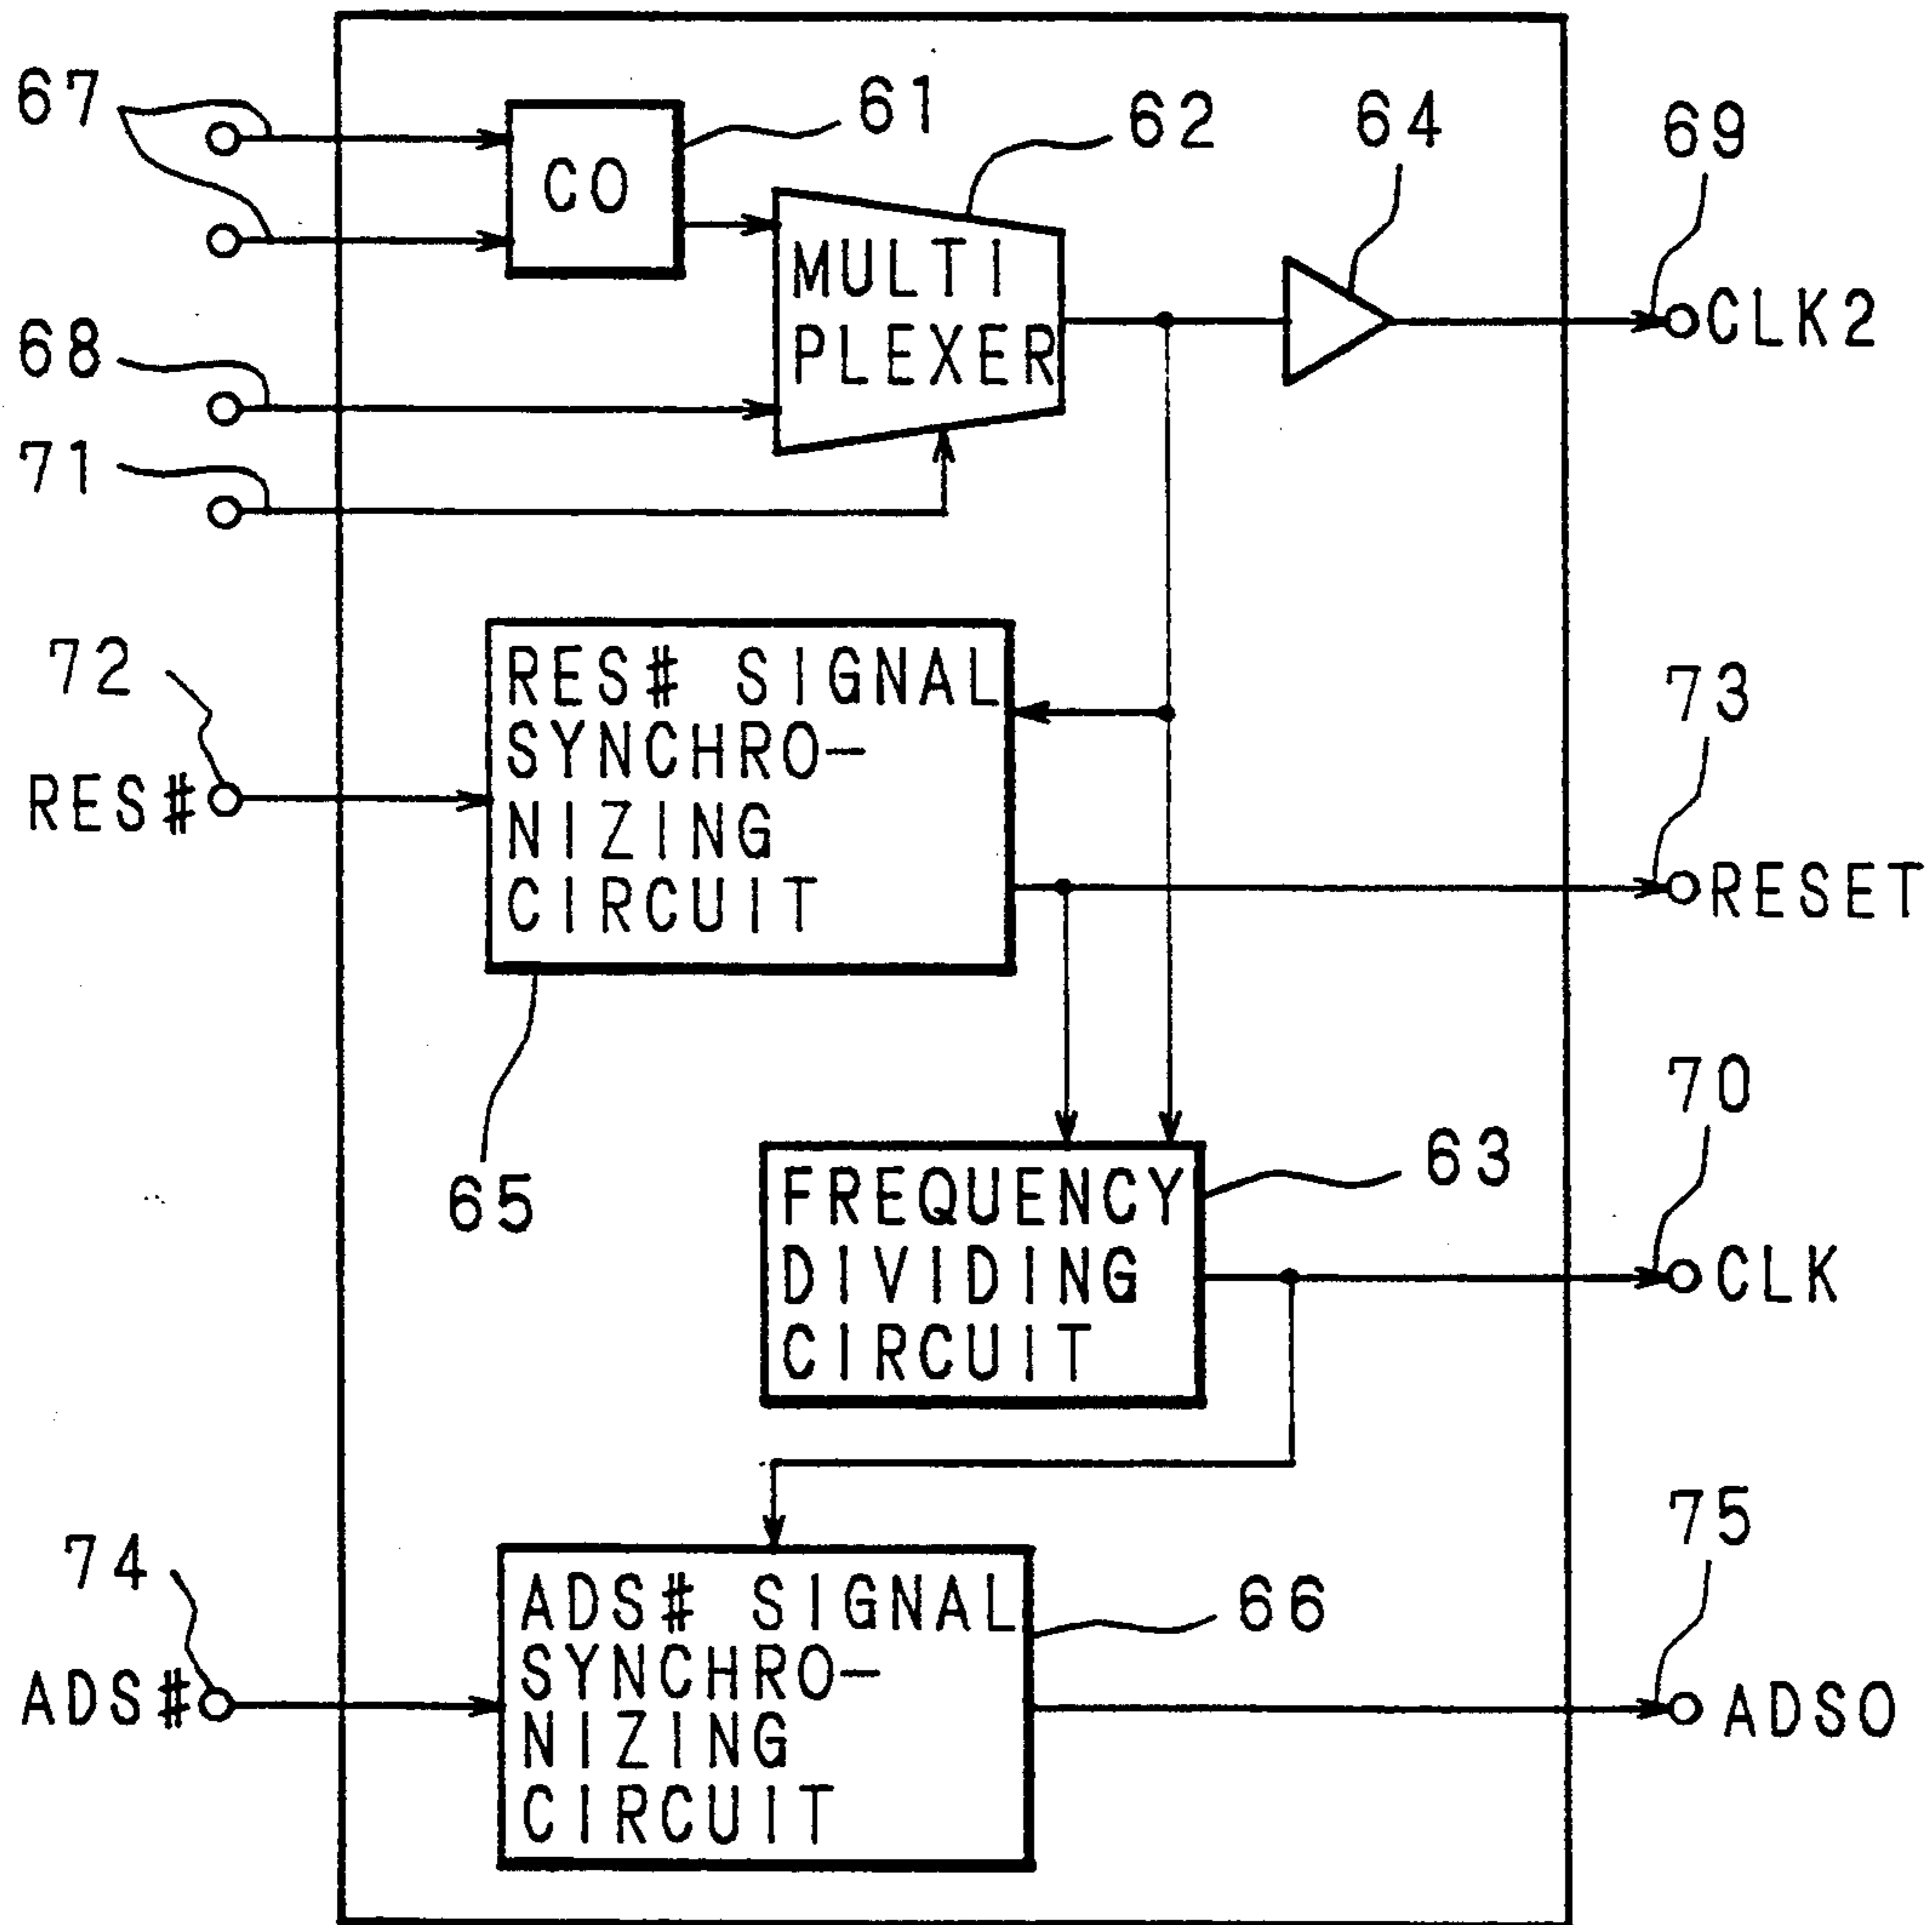 67
61
62
64
69
CO
MULTI
PLEXER
CLK2
68
71
72
RES# SIGNAL
SYNCHRO-
NIZING
CIRCUIT
73
RES#
RESET
65
70
FREQUENCY
DIVIDING
CIRCUIT
63
CLK
74
ADS# SIGNAL
SYNCHRO-
NIZING
CIRCUIT
66
75
ADS#
ADSO